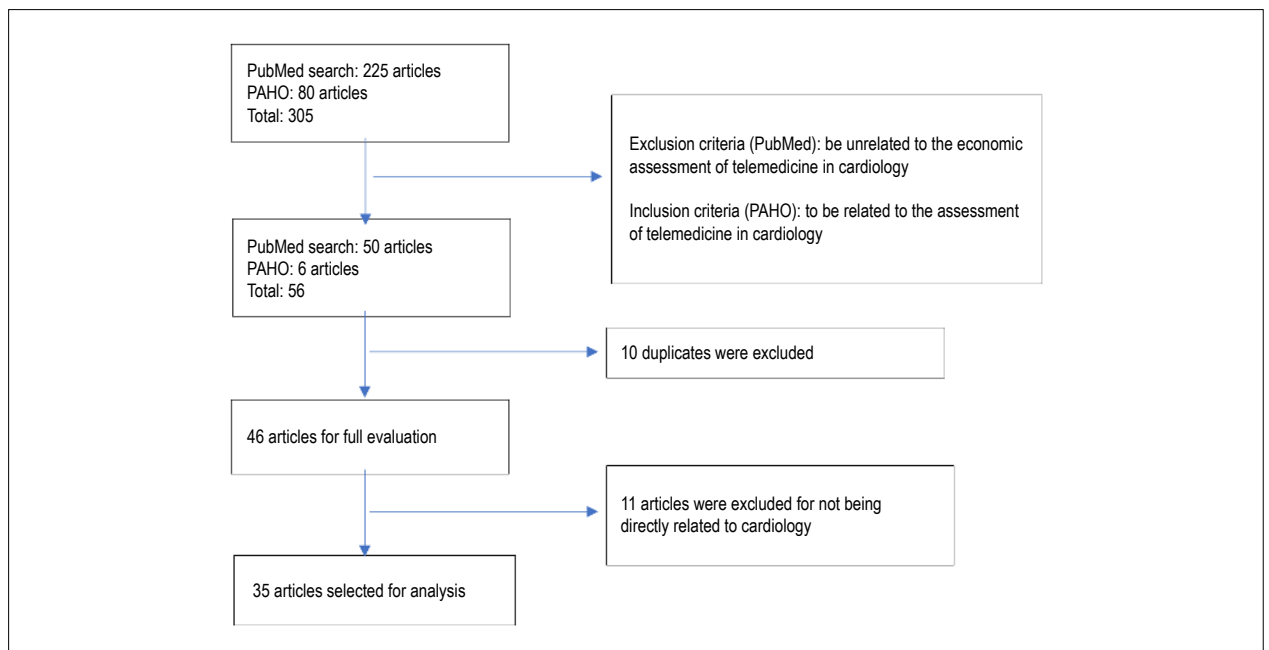 PubMed search: 225 articles
PAHO: 80 articles
Total: 305
Exclusion criteria (PubMed): be unrelated to the economic
assessment of telemedicine in cardiology
Inclusion criteria (PAHO): to be related to the assessment
of telemedicine in cardiology
PubMed search: 50 articles
PAHO: 6 articles
Total: 56
10 duplicates were excluded
46 articles for full evaluation
11 articles were excluded for not being
directly related to cardiology
35 articles selected for analysis